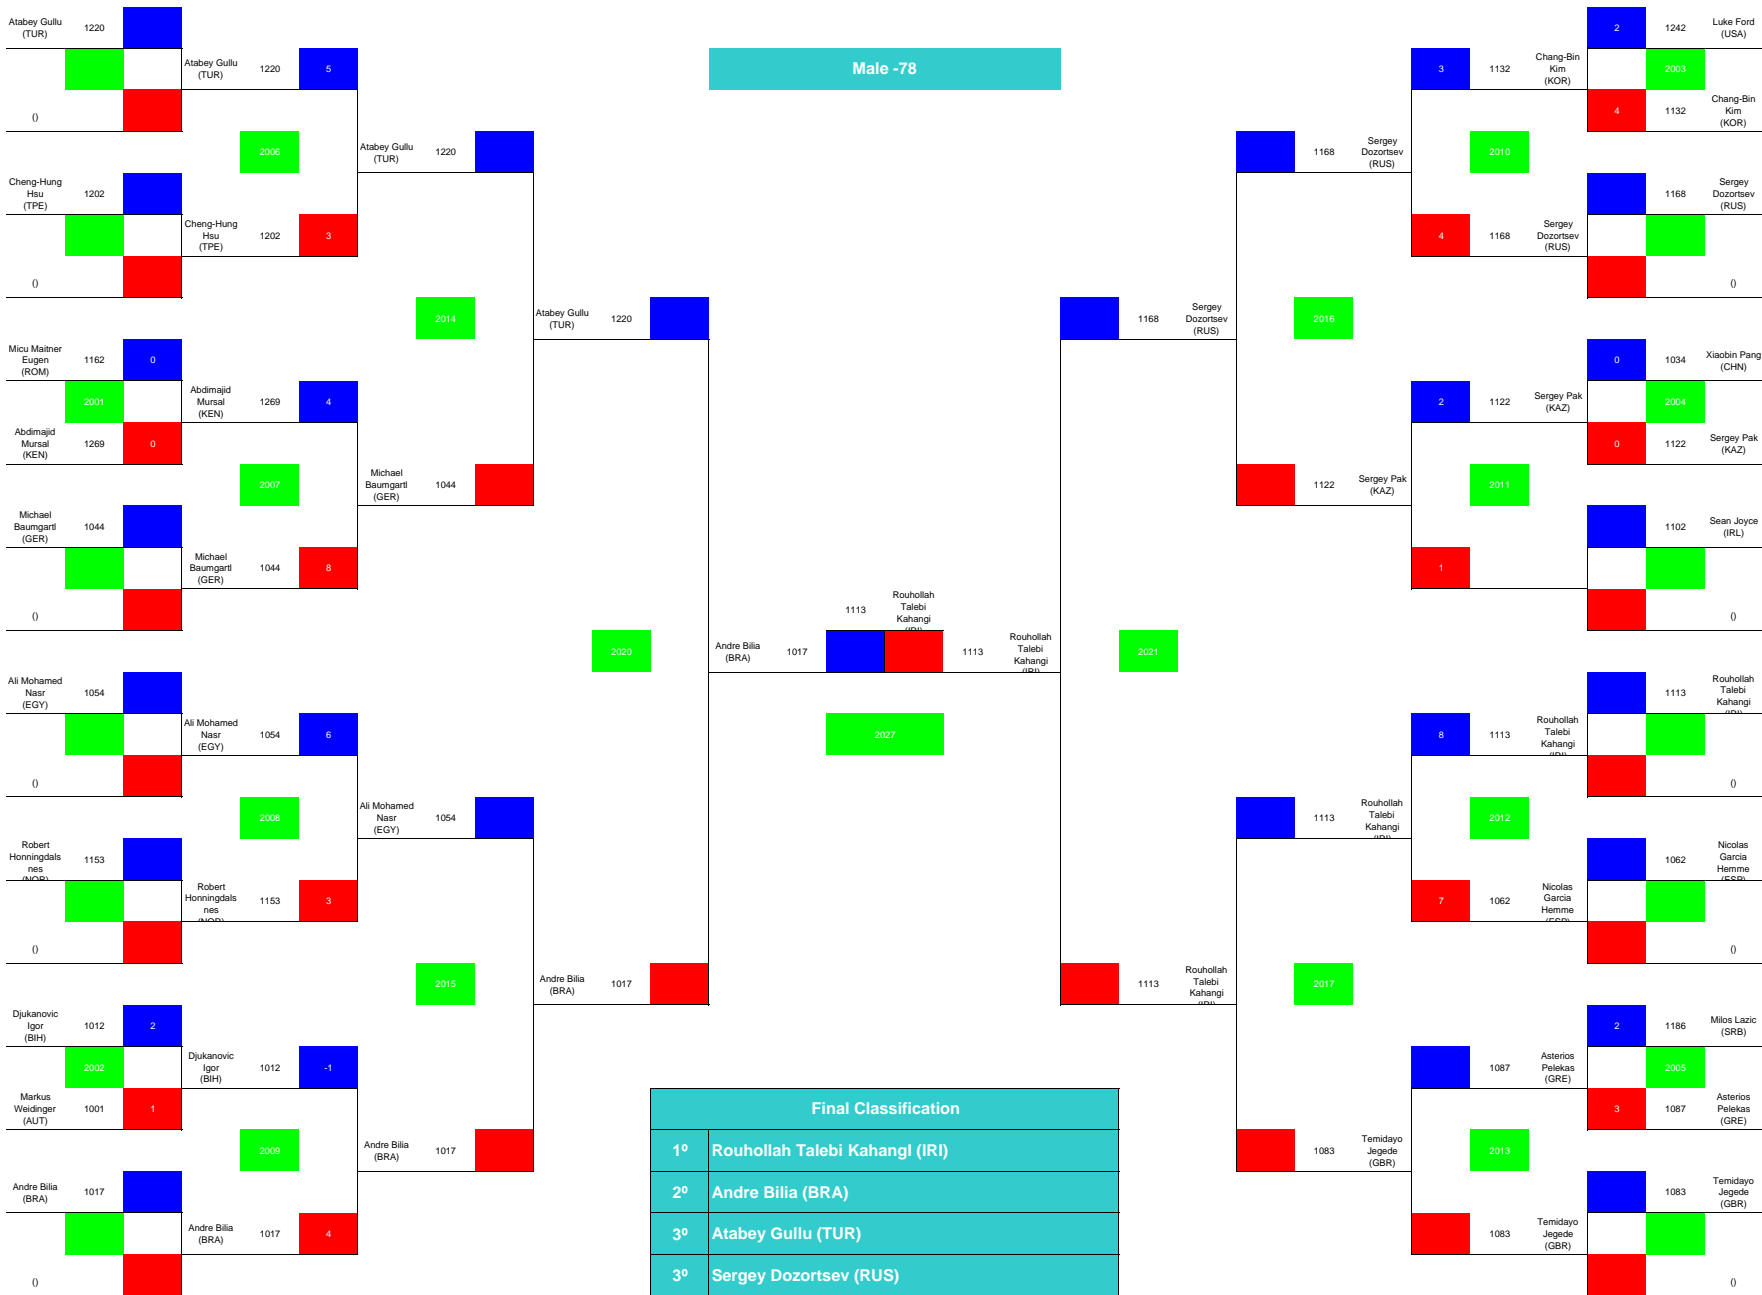 Male -78
Atabey Gullu
(TUR)
1220
()
Cheng-Hung
Hsu
(TPE)
1202
()
Micu Maitner
Eugen
(ROM)
1162
0
2001
Abdimajid
Mursal
(KEN)
1269
0
Michael
Baumgartl
(GER)
1044
()
Ali Mohamed
Nasr
(EGY)
1054
()
Robert
Honningdals
nes
(NOR)
1153
()
Djukanovic
Igor
(BIH)
1012
2
2002
Markus
Weidinger
(AUT)
1001
1
Andre Bilia
(BRA)
1017
()
Atabey Gullu
(TUR)
1220
5
2006
Cheng-Hung
Hsu
(TPE)
1202
3
Abdimajid
Mursal
(KEN)
1269
4
2007
Michael
Baumgartl
(GER)
1044
8
Ali Mohamed
Nasr
(EGY)
1054
6
2008
Robert
Honningdals
nes
(NOR)
1153
3
Djukanovic
Igor
(BIH)
1012
-1
2009
Andre Bilia
(BRA)
1017
4
Atabey Gullu
(TUR)
1220
2014
Michael
Baumgartl
(GER)
1044
Ali Mohamed
Nasr
(EGY)
1054
2015
Andre Bilia
(BRA)
1017
Atabey Gullu
(TUR)
1220
2020
Andre Bilia
(BRA)
1017
Andre Bilia
(BRA)
1017
1113
Rouhollah
Talebi
Kahangi
(IRI)
2027
1113
Rouhollah
Talebi
Kahangi
(IRI)
1168
Sergey
Dozortsev
(RUS)
2021
1113
Rouhollah
Talebi
Kahangi
(IRI)
1168
Sergey
Dozortsev
(RUS)
2016
1122
Sergey Pak
(KAZ)
1113
Rouhollah
Talebi
Kahangi
(IRI)
2017
1083
Temidayo
Jegede
(GBR)
3
1132
Chang-Bin
Kim
(KOR)
2010
4
1168
Sergey
Dozortsev
(RUS)
2
1122
Sergey Pak
(KAZ)
2011
1
8
1113
Rouhollah
Talebi
Kahangi
(IRI)
2012
7
1062
Nicolas
Garcia
Hemme
(ESP)
1087
Asterios
Pelekas
(GRE)
2013
1083
Temidayo
Jegede
(GBR)
2
1242
Luke Ford
(USA)
2003
4
1132
Chang-Bin
Kim
(KOR)
1168
Sergey
Dozortsev
(RUS)
()
0
1034
Xiaobin Pang
(CHN)
2004
0
1122
Sergey Pak
(KAZ)
1102
Sean Joyce
(IRL)
()
1113
Rouhollah
Talebi
Kahangi
(IRI)
()
1062
Nicolas
Garcia
Hemme
(ESP)
()
2
1186
Milos Lazic
(SRB)
2005
3
1087
Asterios
Pelekas
(GRE)
1083
Temidayo
Jegede
(GBR)
()
Final Classification
1º Rouhollah Talebi KahangI (IRI)
2º Andre Bilia (BRA)
3º Atabey Gullu (TUR)
3º Sergey Dozortsev (RUS)